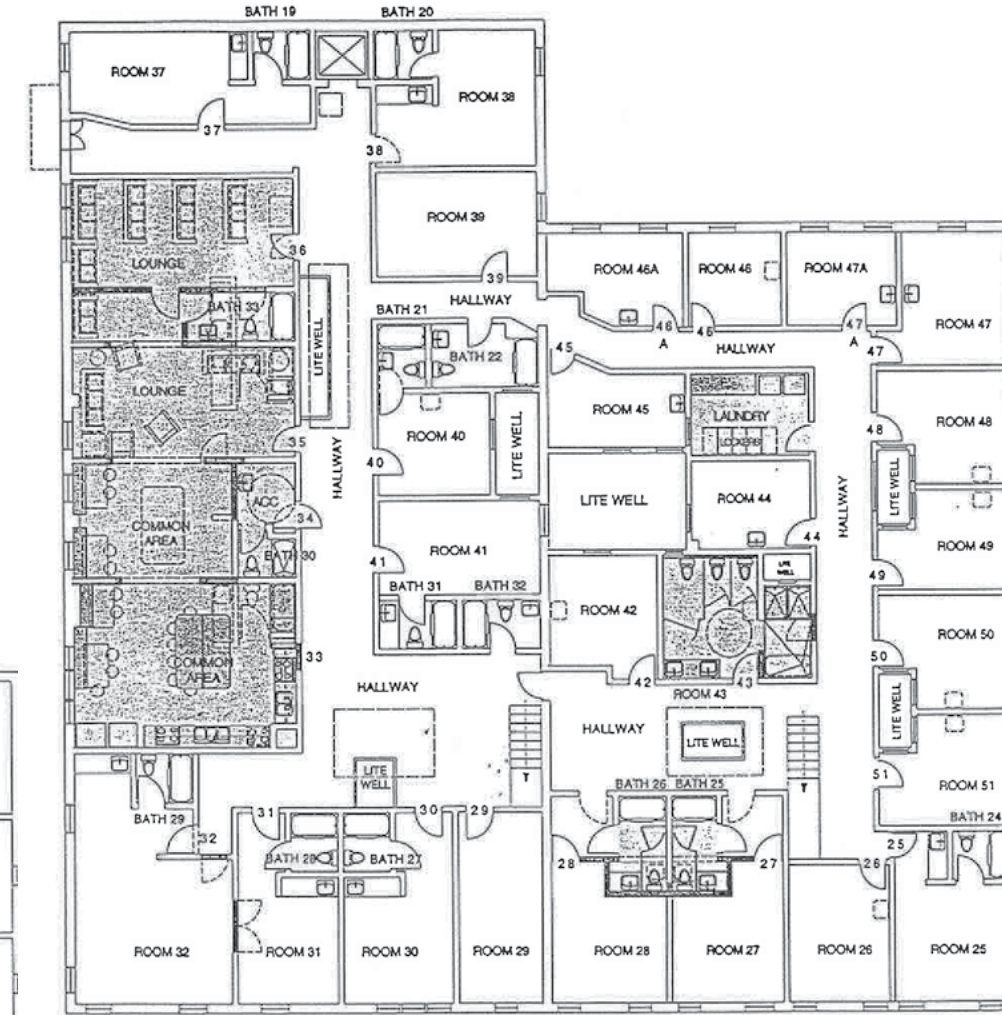 BATH 19
BATH 20
ROOM 37
ROOM 38
37
38
ROOM 39
39
LOUNGE
36
BATH 33
LITE WELL
HALLWAY
BATH 21
BATH 22
ROOM 46A
ROOM 46
ROOM 47A
ROOM 47
46
A
46
47
A
47
HALLWAY
45
LOUNGE
35
HALLWAY
ROOM 40
40
LITE WELL
ROOM 45
LAUNDRY
LOCKERS
ROOM 48
48
LITE WELL
HALLWAY
COMMON
AREA
ACC
34
BATH 30
ROOM 41
41
LITE WELL
ROOM 44
44
ROOM 49
49
BATH 31
BATH 32
ROOM 42
42
LITE
WELL
43
ROOM 43
ROOM 50
50
COMMON
AREA
33
HALLWAY
HALLWAY
LITE WELL
LITE WELL
LITE
WELL
T
T
51
ROOM 51
BATH 24
BATH 29
32
31
30
29
BATH 26
BATH 25
25
26
BATH 28
BATH 27
28
27
ROOM 32
ROOM 31
ROOM 30
ROOM 29
ROOM 28
ROOM 27
ROOM 26
ROOM 25